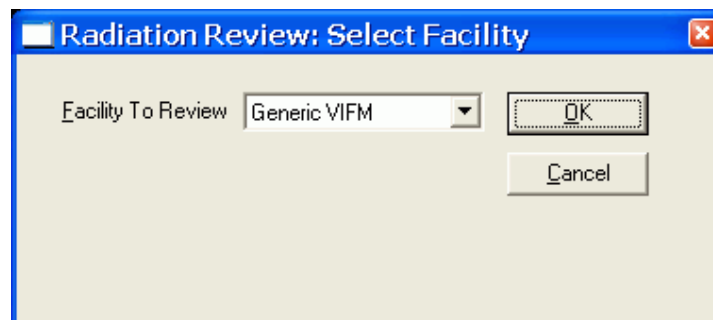 Radiation Review: Select Facility
Facility To Review Generic VIFM OK
Cancel